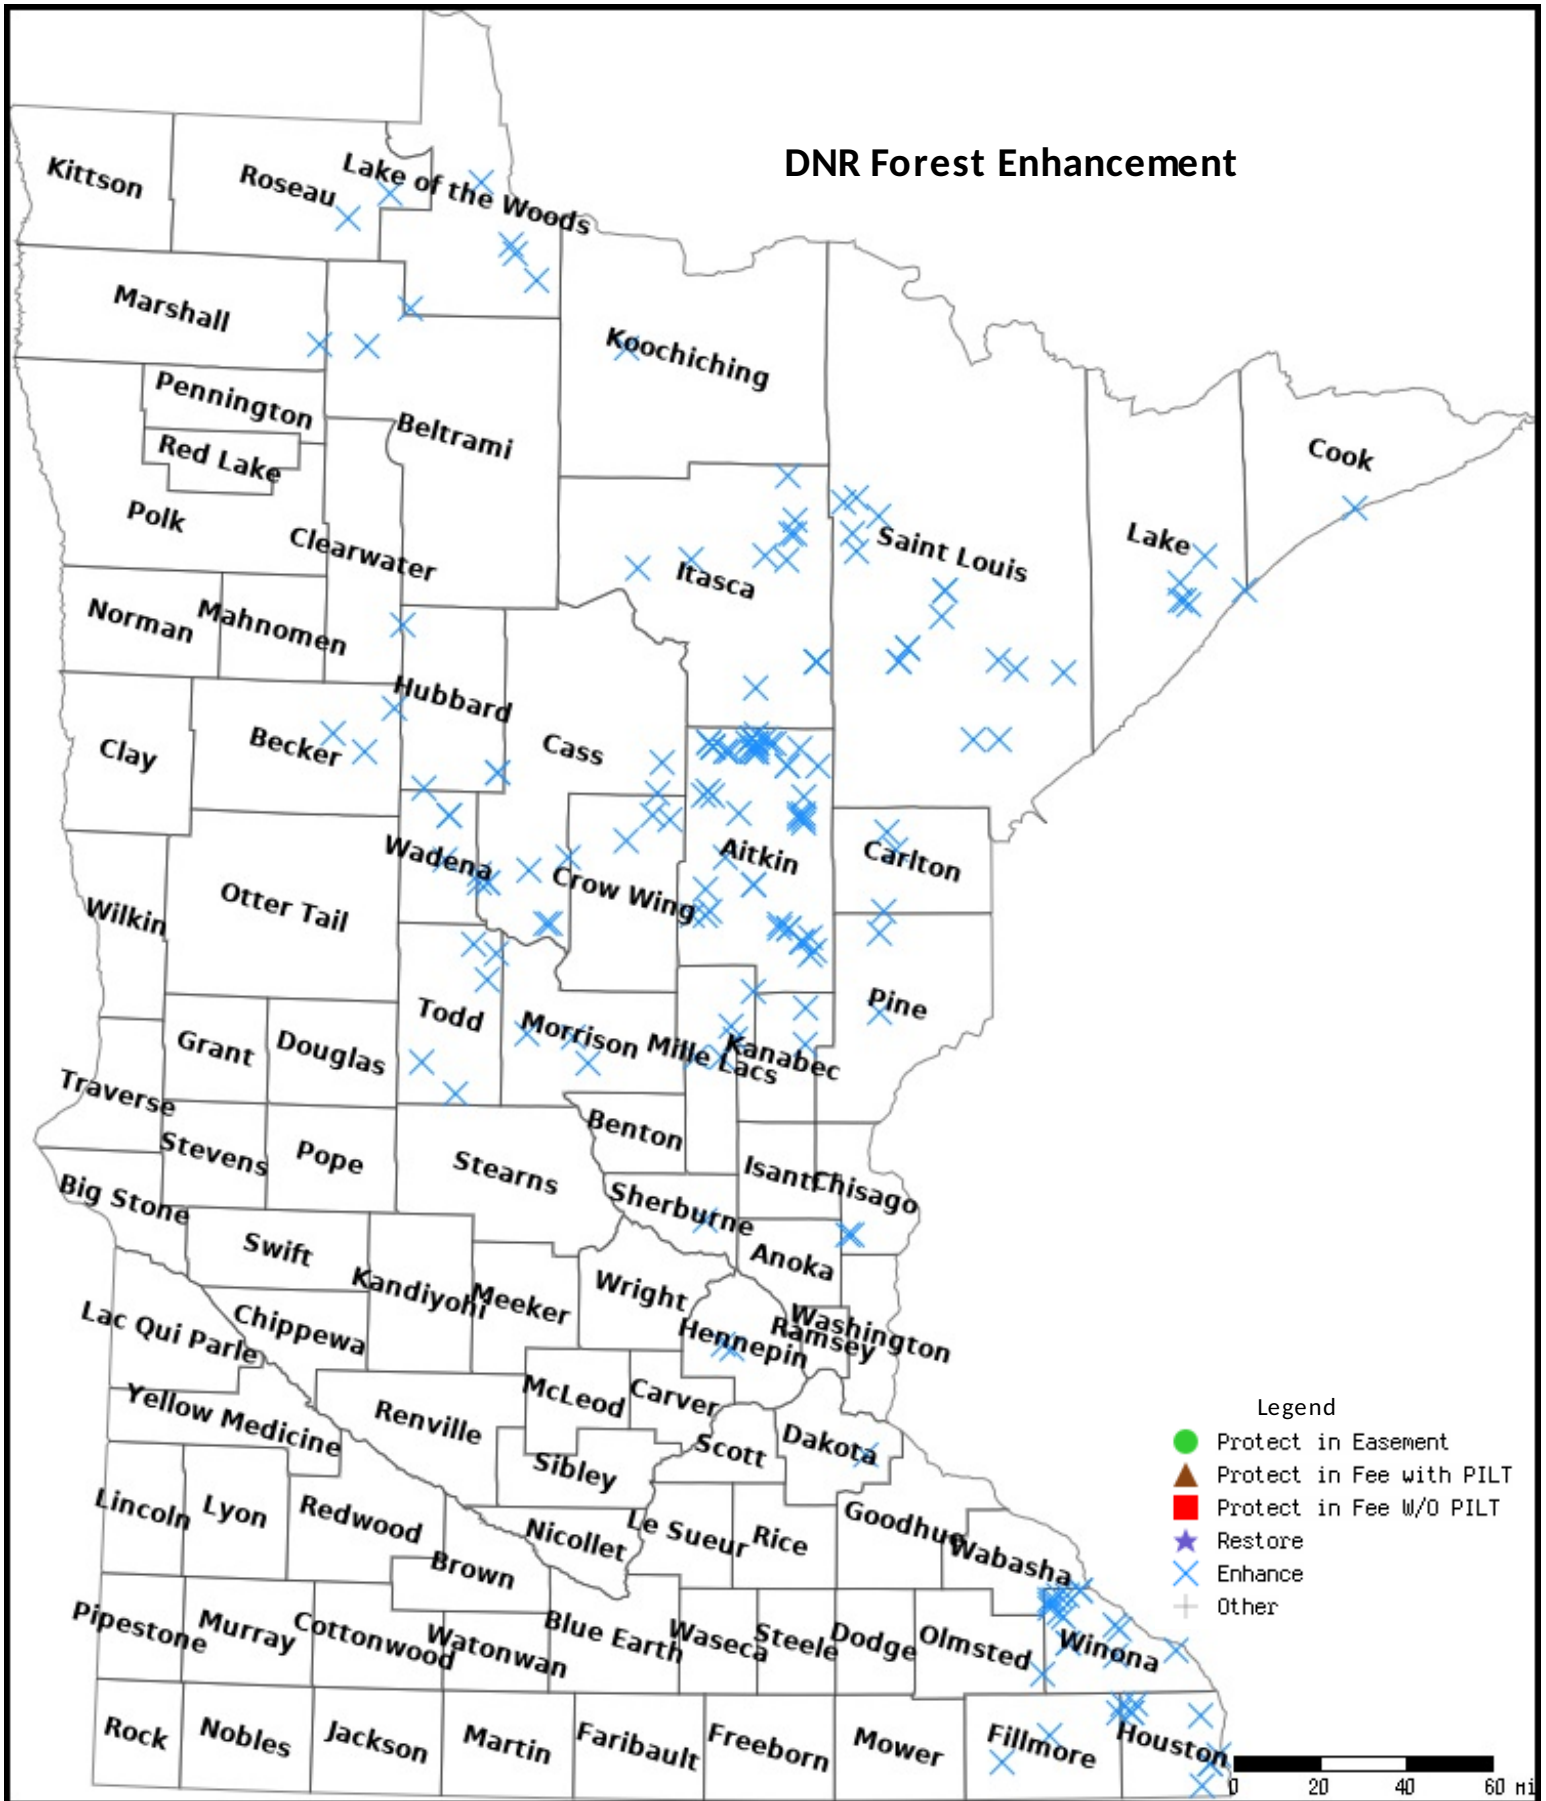 DNR Forest Enhancement
Kittson
Roseau
Lake of the Woods
Marshall
Koochiching
Pennington
Beltrami
Red Lake
Cook
Polk
Clearwater
Lake
Saint Louis
Itasca
Norman
Mahnomen
Hubbard
Clay
Becker
Cass
Wadena
Aitkin
Carlton
Crow Wing
Wilkin
Otter Tail
Pine
Todd
Morrison
Grant
Douglas
Mille Lacs
Kanabec
Traverse
Benton
Stevens
Pope
Stearns
Isanti
Chisago
Big Stone
Sherburne
Swift
Anoka
Kandiyohi
Meeker
Wright
Lac Qui Parle
Chippewa
Hennepin
Ramsey
Washington
McLeod
Carver
Yellow Medicine
Renville
Scott
Dakota
Sibley
Lincoln
Lyon
Redwood
Nicollet
Le Sueur
Rice
Goodhue
Wabasha
Brown
Pipestone
Murray
Cottonwood
Watonwan
Blue Earth
Waseca
Steele
Dodge
Olmsted
Winona
Rock
Nobles
Jackson
Martin
Faribault
Freeborn
Mower
Fillmore
Houston
Legend
Protect in Easement
Protect in Fee with PILT
Protect in Fee W/O PILT
Restore
Enhance
Other
0 20 40 60 mi